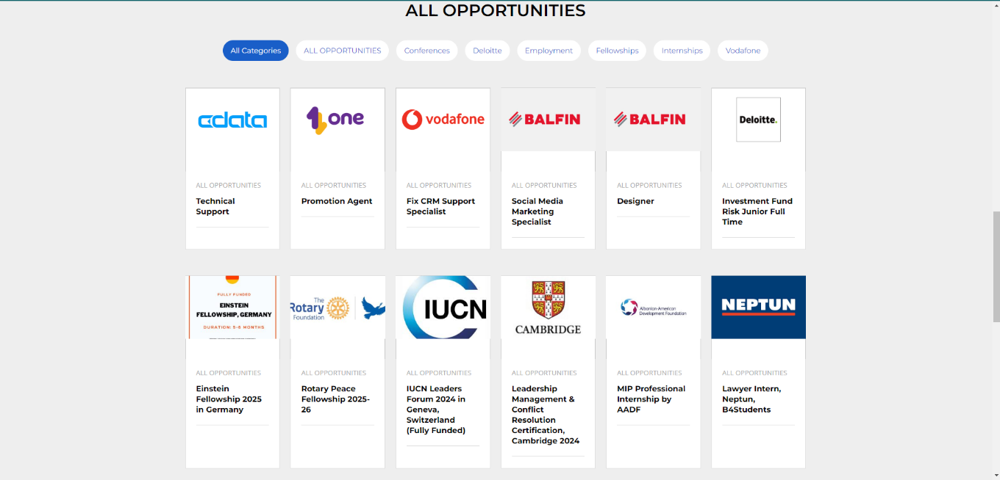 ALL OPPORTUNITIES
All Categories
ALL OPPORTUNITIES
Conferences
Deloitte
Employment
Fellowships
Internships
Vodafone
cdata
one
vodafone
BALFIN
BALFIN
Deloitte.
ALL OPPORTUNITIES
Technical
Support
ALL OPPORTUNITIES
Promotion Agent
ALL OPPORTUNITIES
Fix CRM Support
Specialist
ALL OPPORTUNITIES
Social Media
Marketing
Specialist
ALL OPPORTUNITIES
Designer
ALL OPPORTUNITIES
Investment Fund
Risk Junior Full
Time
FULLY FUNDED
EINSTEIN
FELLOWSHIP, GERMANY
DURATION: 5-6 MONTHS
The
Rotary
Foundation
IUCN
CAMBRIDGE
Albanian-American
Development Foundation
NEPTUN
ALL OPPORTUNITIES
Einstein
Fellowship 2025
in Germany
ALL OPPORTUNITIES
Rotary Peace
Fellowship 2025-
26
ALL OPPORTUNITIES
IUCN Leaders
Forum 2024 in
Geneva,
Switzerland
(Fully Funded)
ALL OPPORTUNITIES
Leadership
Management &
Conflict
Resolution
Certification,
Cambridge 2024
ALL OPPORTUNITIES
MIP Professional
Internship by
AADF
ALL OPPORTUNITIES
Lawyer Intern,
Neptun,
B4Students